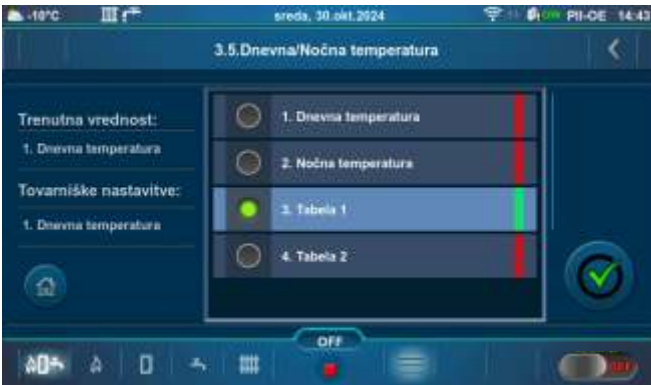 -10°C
sreda, 30.okt.2024
PII-OE 14:43
3.5.Dnevna/Nočna temperatura
Trenutna vrednost:
1. Dnevna temperatura
Tovarniške nastavitve:
1. Dnevna temperatura
1. Dnevna temperatura
2. Nočna temperatura
3. Tabela 1
4. Tabela 2
OFF
OFF